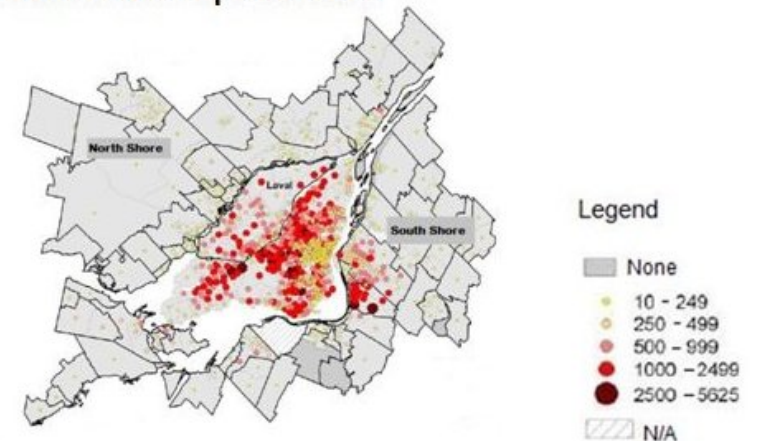 North Shore
Laval
South Shore
Legend
None
10 - 249
250 - 499
500 - 999
1000 - 2499
2500 - 5625
N/A